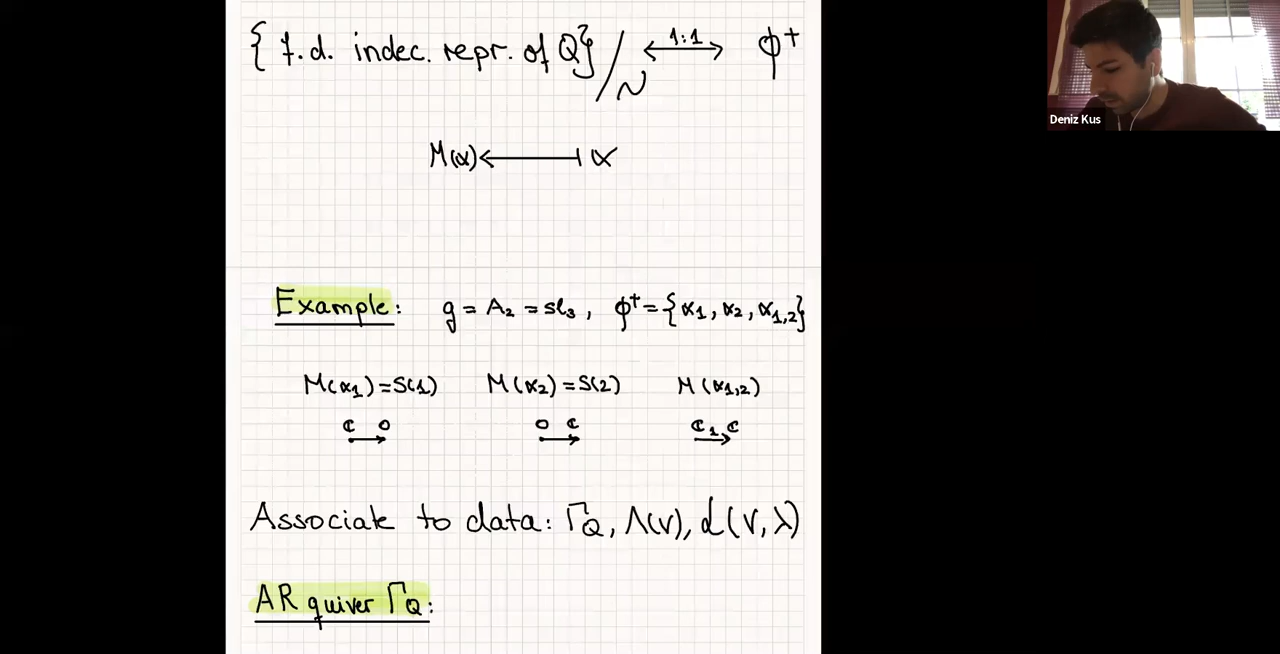 { f.d. indec. repr. of Q} / ~ ⟷ 1:1 Φ⁺
M(α) ⟵| α
Example: g = A₂ = sl₃, Φ⁺ = {α₁, α₂, α₁,₂}
M(α₁) = S(1) M(α₂) = S(2) M(α₁,₂)
ℂ 0 0 ℂ ℂ 1 ℂ
Associate to data: Γ_Q, Λ(V), L(V, λ)
AR quiver Γ_Q:
Deniz Kus